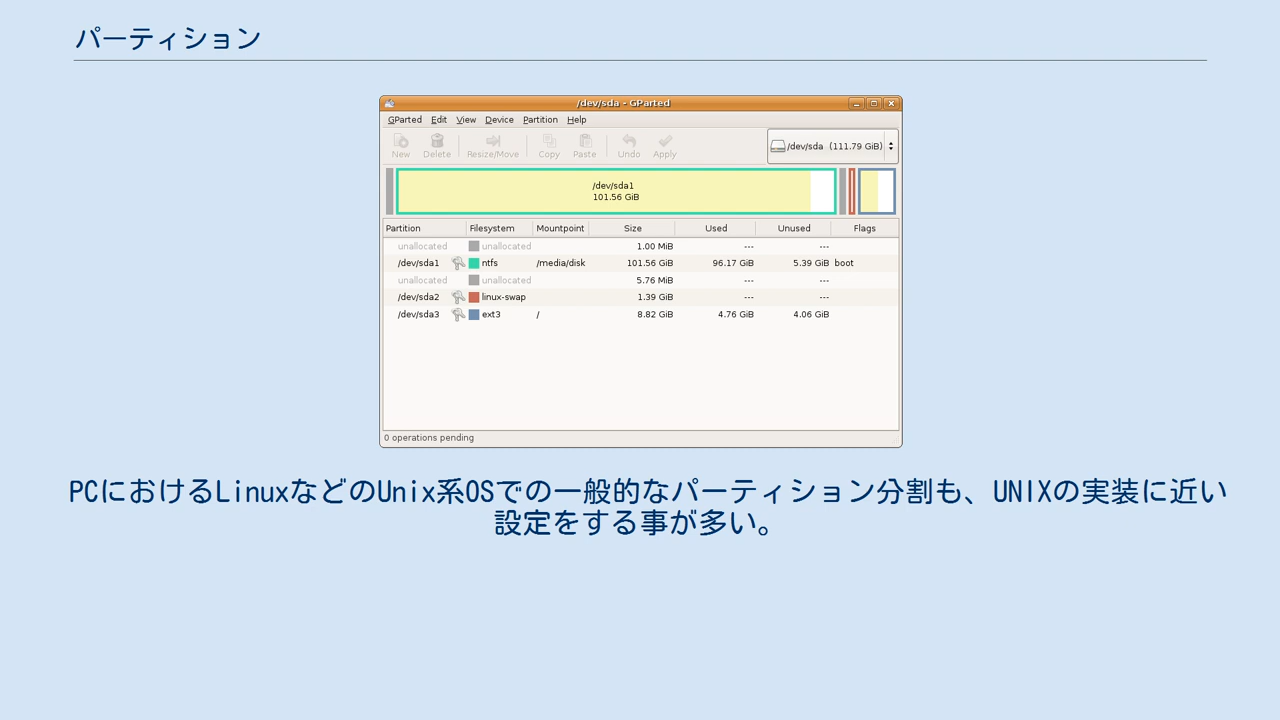 パーティション
/dev/sda - GParted
GParted Edit View Device Partition Help
New Delete Resize/Move Copy Paste Undo Apply /dev/sda (111.79 GiB)
/dev/sda1
101.56 GiB
Partition Filesystem Mountpoint Size Used Unused Flags
unallocated unallocated 1.00 MiB --- ---
/dev/sda1 ntfs /media/disk 101.56 GiB 96.17 GiB 5.39 GiB boot
unallocated unallocated 5.76 MiB --- ---
/dev/sda2 linux-swap 1.39 GiB --- ---
/dev/sda3 ext3 / 8.82 GiB 4.76 GiB 4.06 GiB
0 operations pending
PCにおけるLinuxなどのUnix系OSでの一般的なパーティション分割も、UNIXの実装に近い
設定をする事が多い。